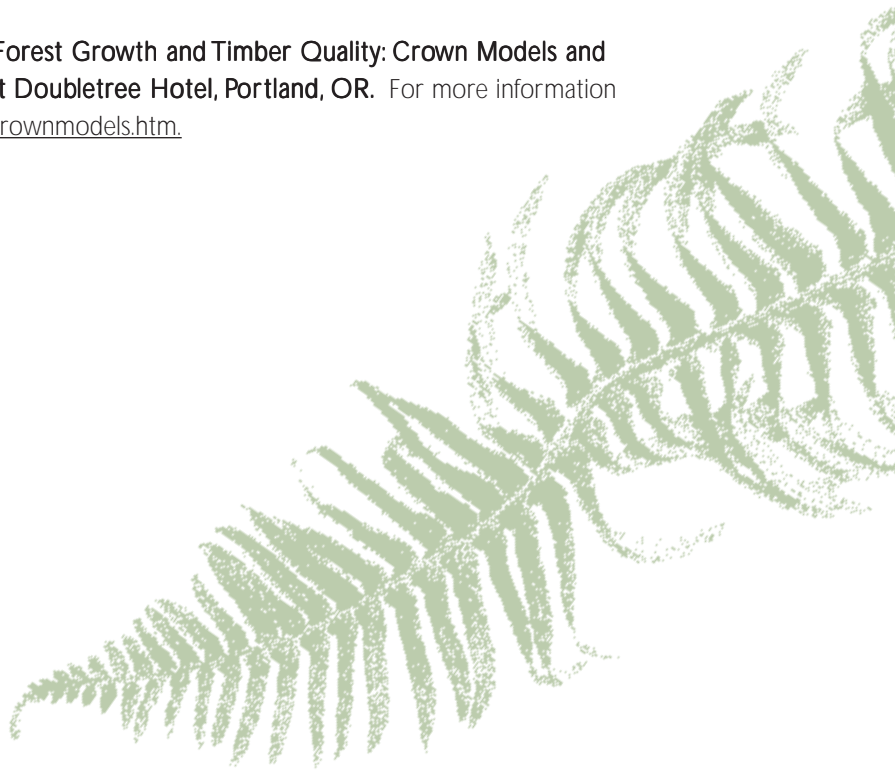 Forest Growth and Timber Quality: Crown Models and
t Doubletree Hotel, Portland, OR. For more information
rownmodels.htm.